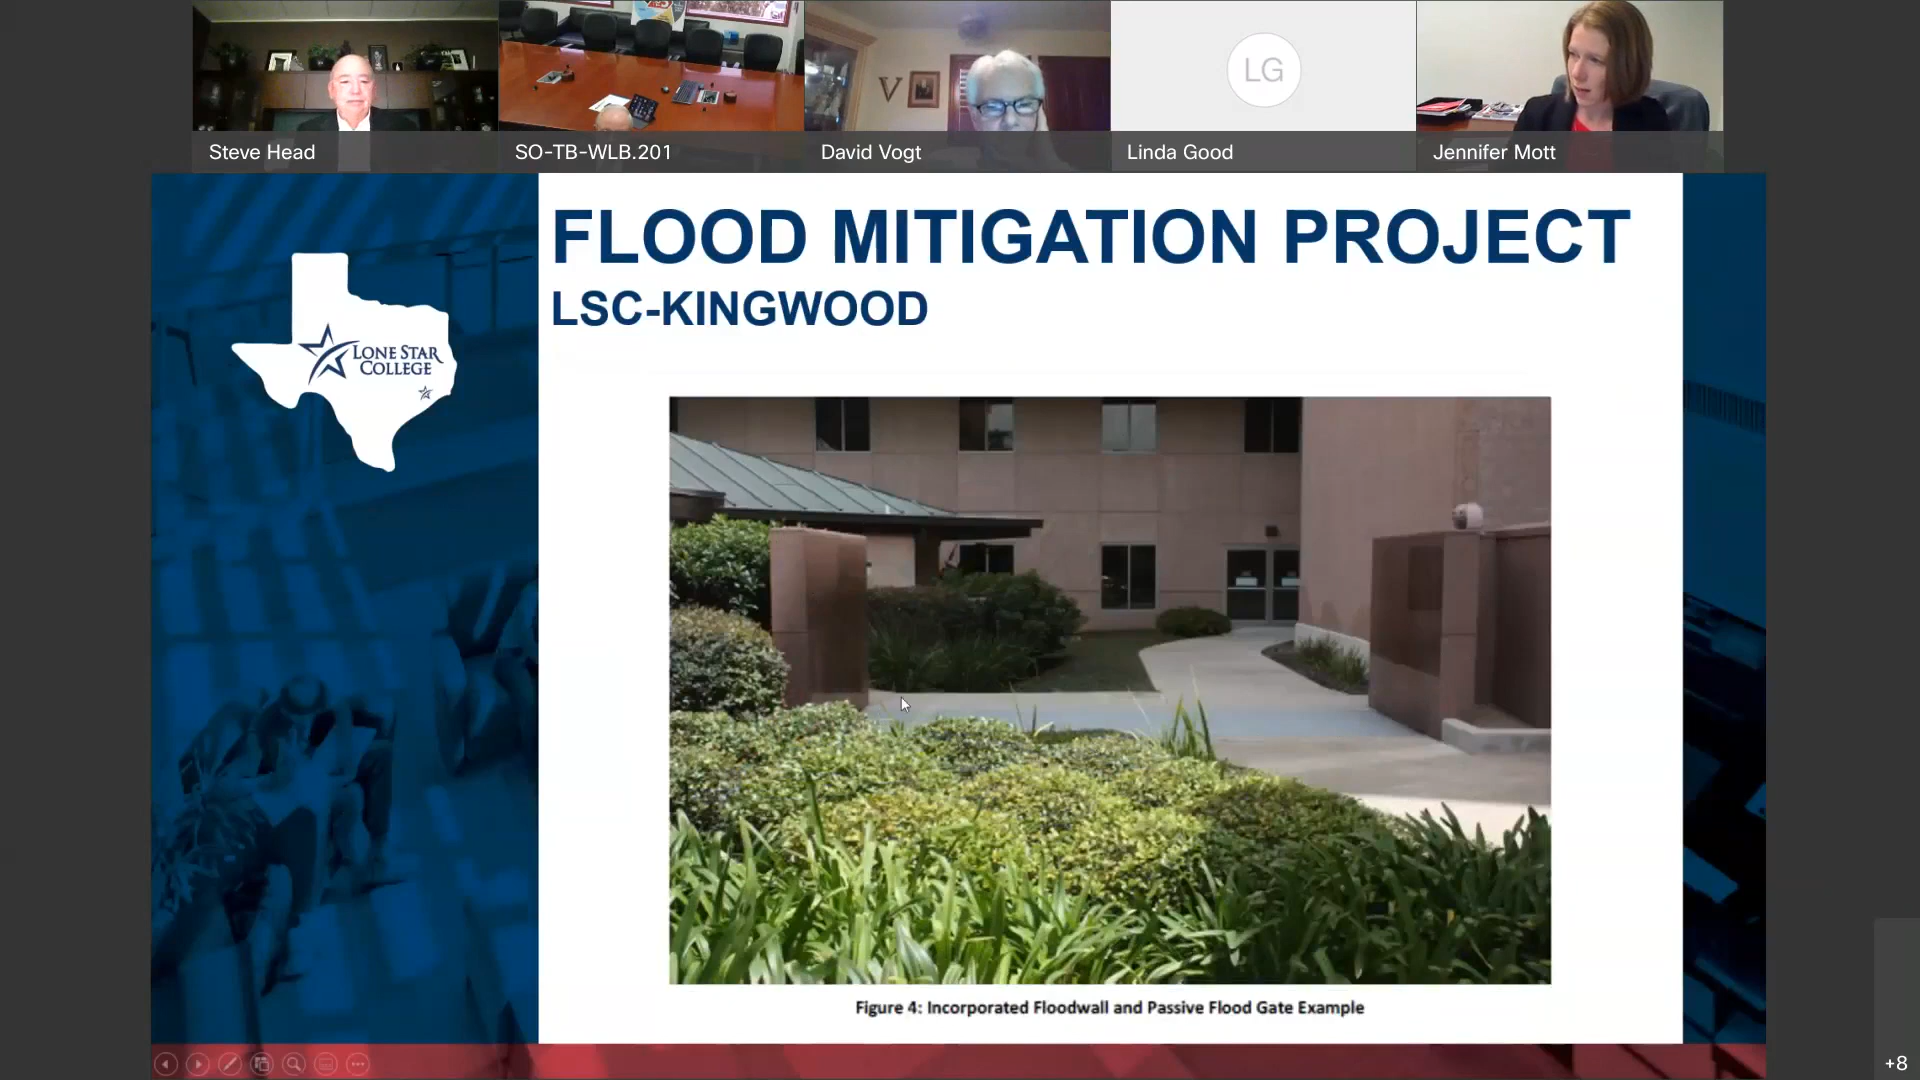 Steve Head
SO-TB-WLB.201
David Vogt
LG
Linda Good
Jennifer Mott
V
FLOOD MITIGATION PROJECT
LSC-KINGWOOD
LONE STAR
COLLEGE
Figure 4: Incorporated Floodwall and Passive Flood Gate Example
+8